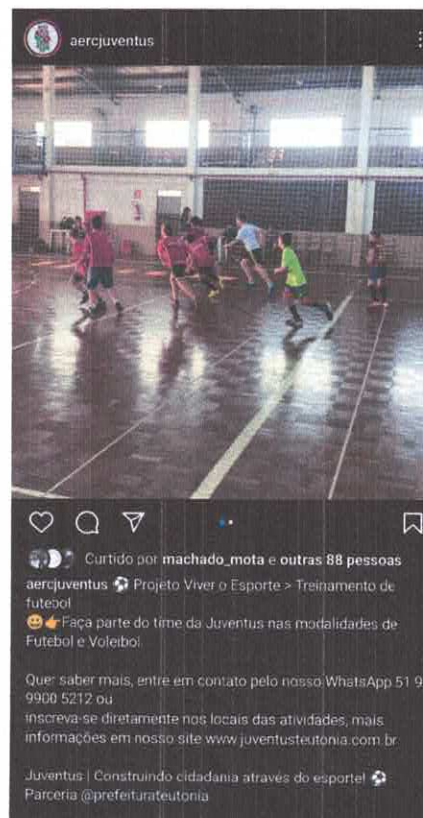 aercjuventus
Curtido por machado_mota e outras 88 pessoas
aercjuventus ⚽ Projeto Viver o Esporte > Treinamento de
futebol
😀👉Faça parte do time da Juventus nas modalidades de
Futebol e Voleibol
Quer saber mais, entre em contato pelo nosso WhatsApp 51 9
9900 5212 ou
inscreva-se diretamente nos locais das atividades, mais
informações em nosso site www.juventusteutonia.com.br
Juventus | Construindo cidadania através do esporte! ⚽
Parceria @prefeiturateutonia